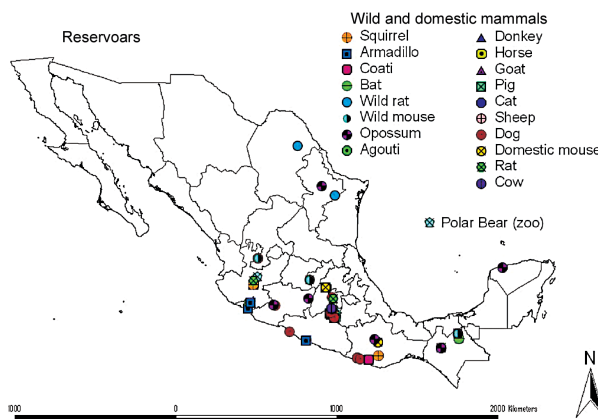 Reservoars
Wild and domestic mammals
Squirrel
Armadillo
Coati
Bat
Wild rat
Wild mouse
Opossum
Agouti
Donkey
Horse
Goat
Pig
Cat
Sheep
Dog
Domestic mouse
Rat
Cow
Polar Bear (zoo)
N
1000 0 1000 2000 Kilometers